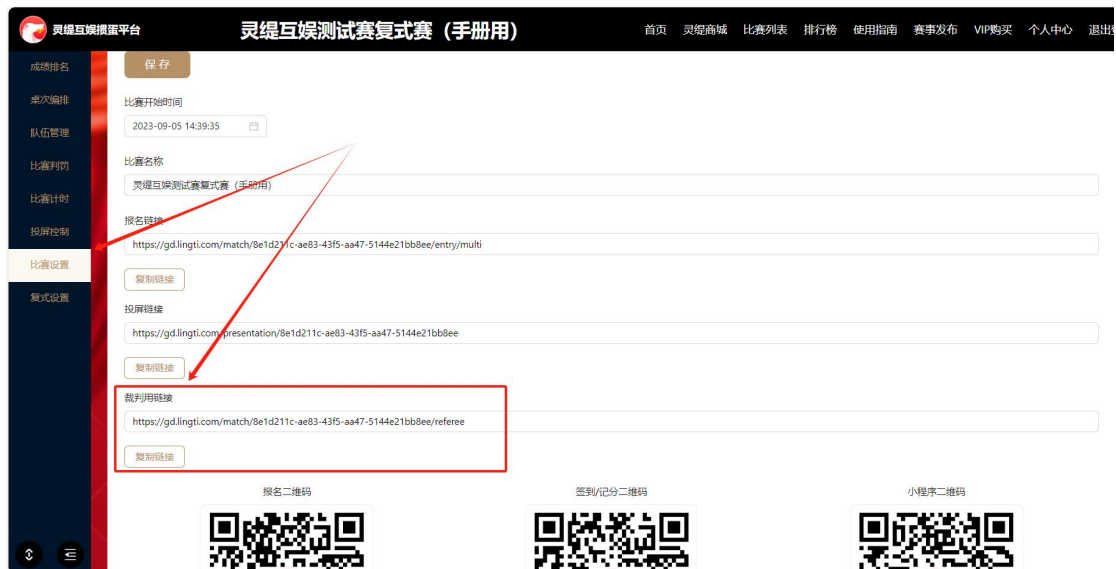 灵缇互娱掼蛋平台
灵缇互娱测试赛复式赛（手册用）
首页 灵缇商城 比赛列表 排行榜 使用指南 赛事发布 VIP购买 个人中心 退出
成绩排名
桌次编排
队伍管理
比赛判罚
比赛计时
投屏控制
比赛设置
复式设置
保存
比赛开始时间
2023-09-05 14:39:35
比赛名称
灵缇互娱测试赛复式赛（手册用）
报名链接
https://gd.lingti.com/match/8e1d211c-ae83-43f5-aa47-5144e21bb8ee/entry/multi
复制链接
投屏链接
https://gd.lingti.com/presentation/8e1d211c-ae83-43f5-aa47-5144e21bb8ee
复制链接
裁判用链接
https://gd.lingti.com/match/8e1d211c-ae83-43f5-aa47-5144e21bb8ee/referee
复制链接
报名二维码 签到/记分二维码 小程序二维码